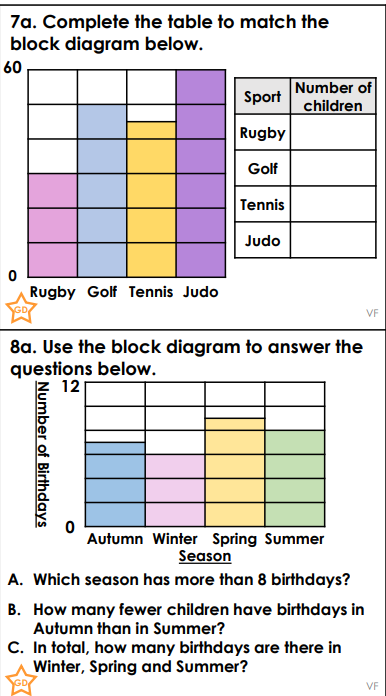 7a. Complete the table to match the
block diagram below.
60
0
Rugby Golf Tennis Judo
Sport
Number of
children
Rugby
Golf
Tennis
Judo
GD
VF
8a. Use the block diagram to answer the
questions below.
Number of Birthdays
12
0
Autumn Winter Spring Summer
Season
A. Which season has more than 8 birthdays?
B. How many fewer children have birthdays in
Autumn than in Summer?
C. In total, how many birthdays are there in
Winter, Spring and Summer?
GD
VF